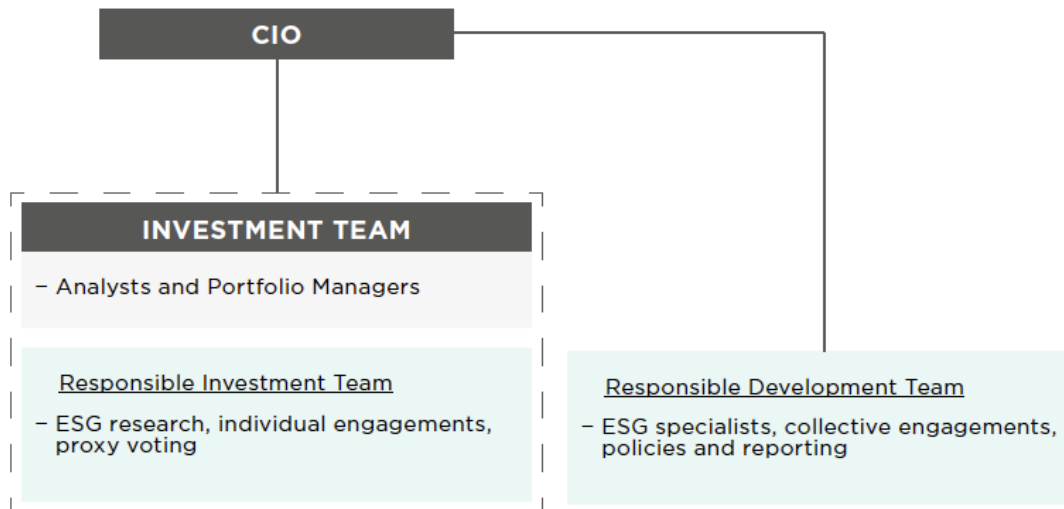 CIO
INVESTMENT TEAM
– Analysts and Portfolio Managers
Responsible Investment Team
– ESG research, individual engagements,
proxy voting
Responsible Development Team
– ESG specialists, collective engagements,
policies and reporting